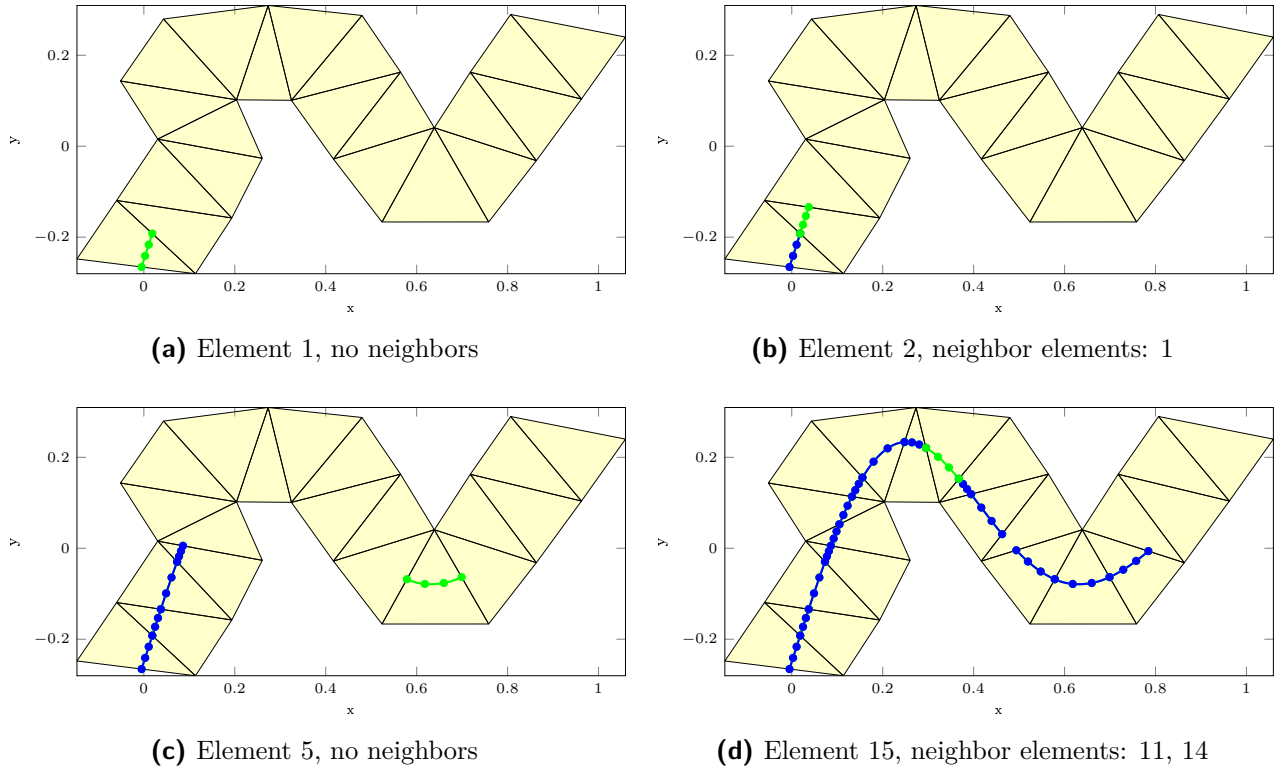 0.2
0
−0.2
y
0 0.2 0.4 0.6 0.8 1
x
(a) Element 1, no neighbors
0.2
0
−0.2
y
0 0.2 0.4 0.6 0.8 1
x
(b) Element 2, neighbor elements: 1
0.2
0
−0.2
y
0 0.2 0.4 0.6 0.8 1
x
(c) Element 5, no neighbors
0.2
0
−0.2
y
0 0.2 0.4 0.6 0.8 1
x
(d) Element 15, neighbor elements: 11, 14